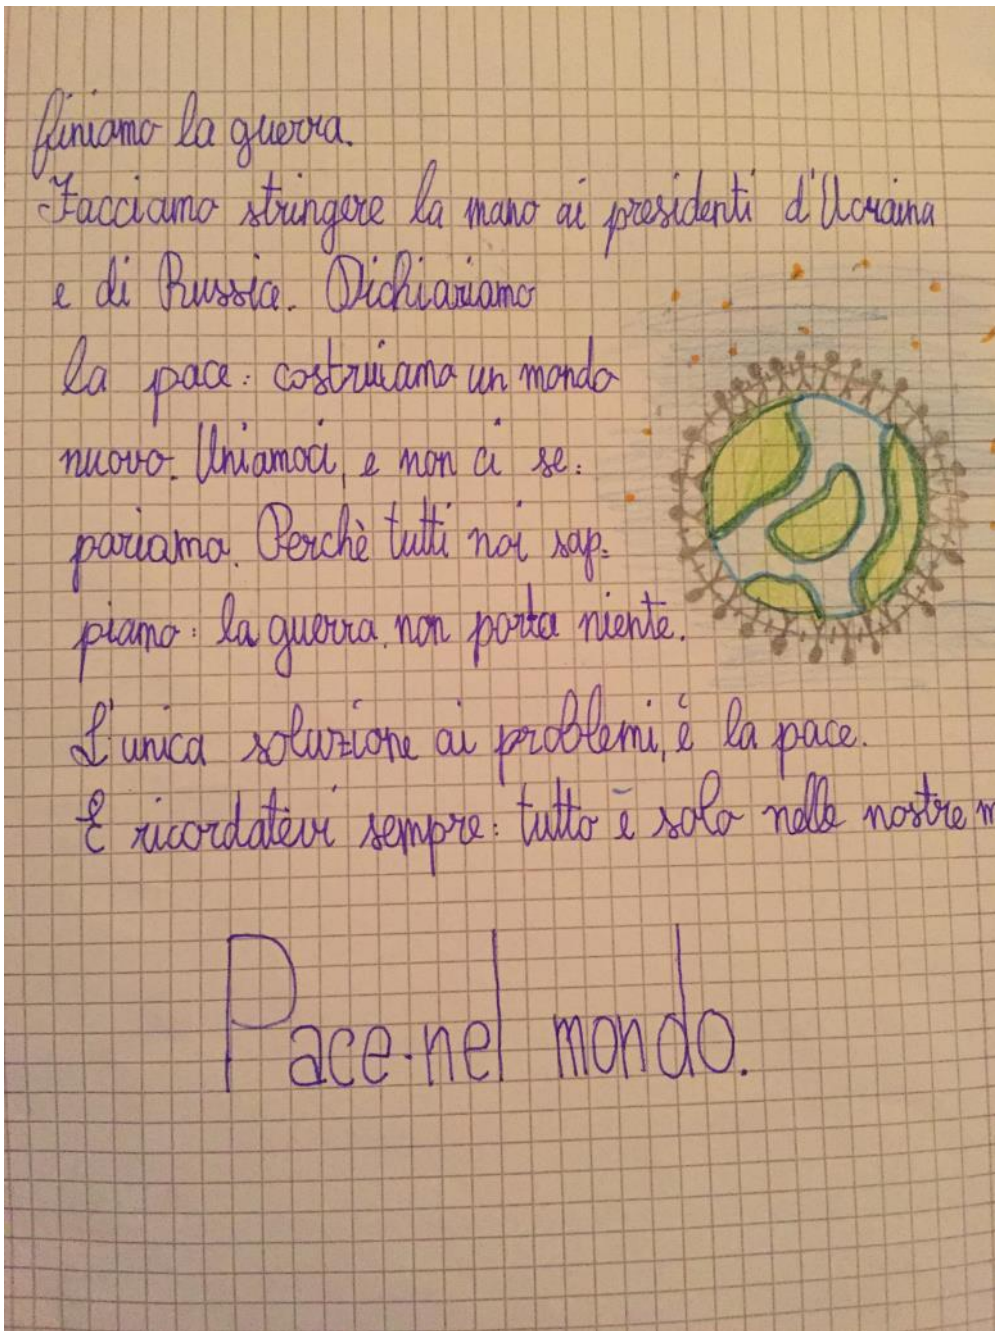 finiamo la guerra.
Facciamo stringere la mano ai presidenti d'Ucraina
e di Russia. Dichiariamo
la pace: costruiamo un mondo
nuovo. Uniamoci, e non ci se:
pariamo. Perchè tutti noi sap:
piamo: la guerra, non porta niente.
L'unica soluzione ai problemi, è la pace.
E ricordatevi sempre: tutto è solo nelle nostre m
Pace nel mondo.